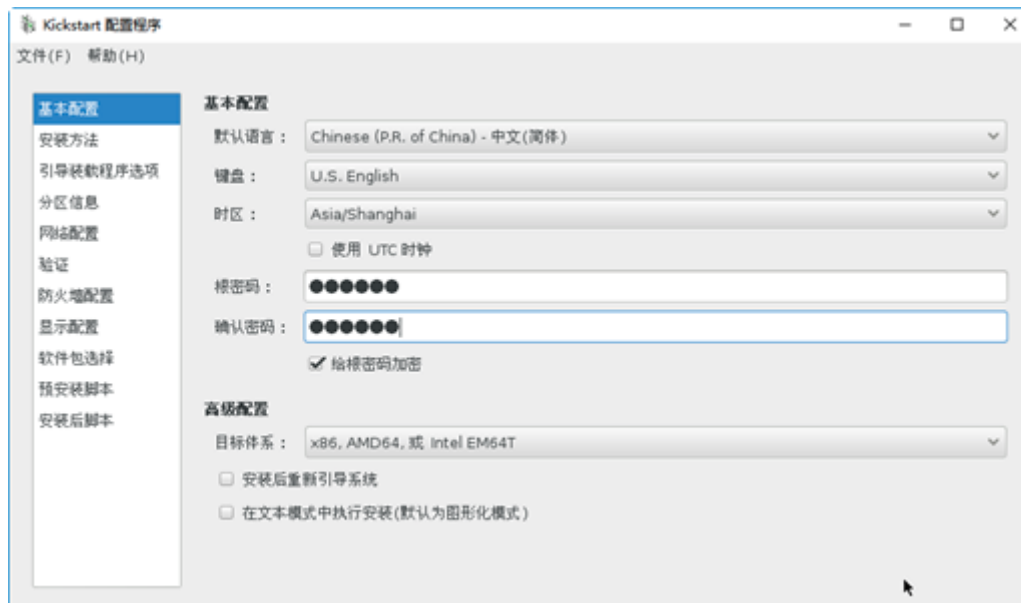 Kickstart 配置程序
文件(F) 帮助(H)
基本配置
安装方法
引导装载程序选项
分区信息
网络配置
验证
防火墙配置
显示配置
软件包选择
预安装脚本
安装后脚本
基本配置
默认语言： Chinese (P.R. of China) - 中文(简体)
键盘： U.S. English
时区： Asia/Shanghai
使用 UTC 时钟
根密码： ●●●●●●
确认密码： ●●●●●●
给根密码加密
高级配置
目标体系： x86, AMD64, 或 Intel EM64T
安装后重新引导系统
在文本模式中执行安装(默认为图形化模式)